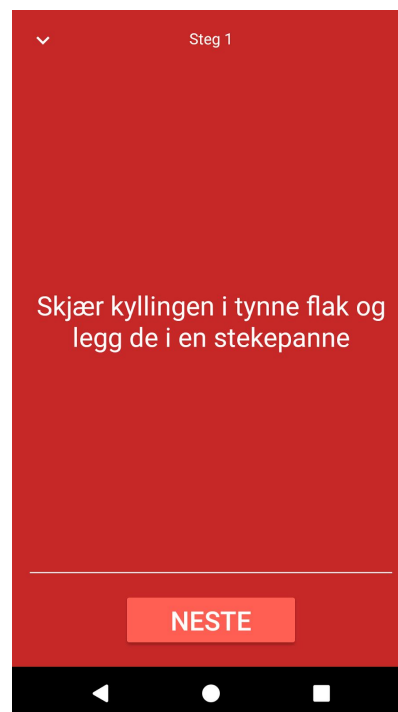 Steg 1
Skjær kyllingen i tynne flak og
legg de i en stekepanne
NESTE